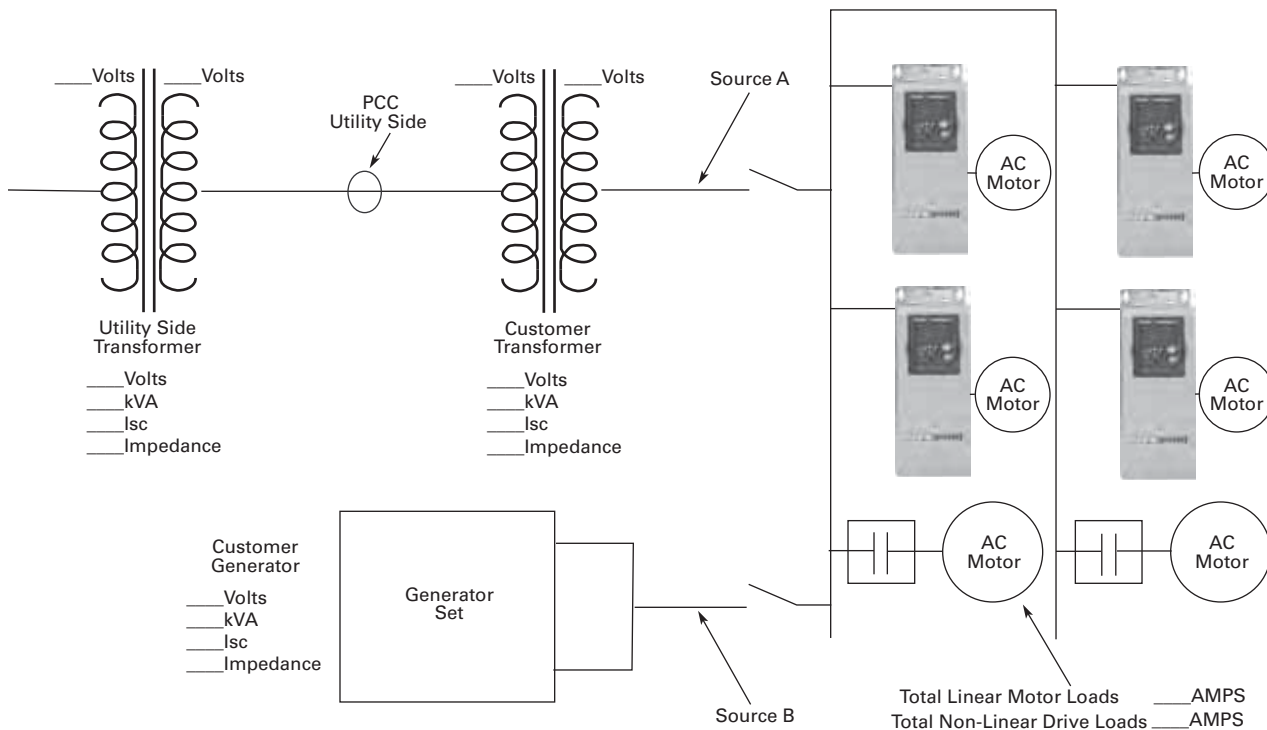 ____Volts ____Volts
PCC
Utility Side
____Volts ____Volts
Source A
AC
Motor
AC
Motor
Utility Side
Transformer
____Volts
____kVA
____Isc
____Impedance
Customer
Transformer
____Volts
____kVA
____Isc
____Impedance
AC
Motor
AC
Motor
Customer
Generator
____Volts
____kVA
____Isc
____Impedance
Generator
Set
AC
Motor
AC
Motor
Source B
Total Linear Motor Loads ____AMPS
Total Non-Linear Drive Loads ____AMPS